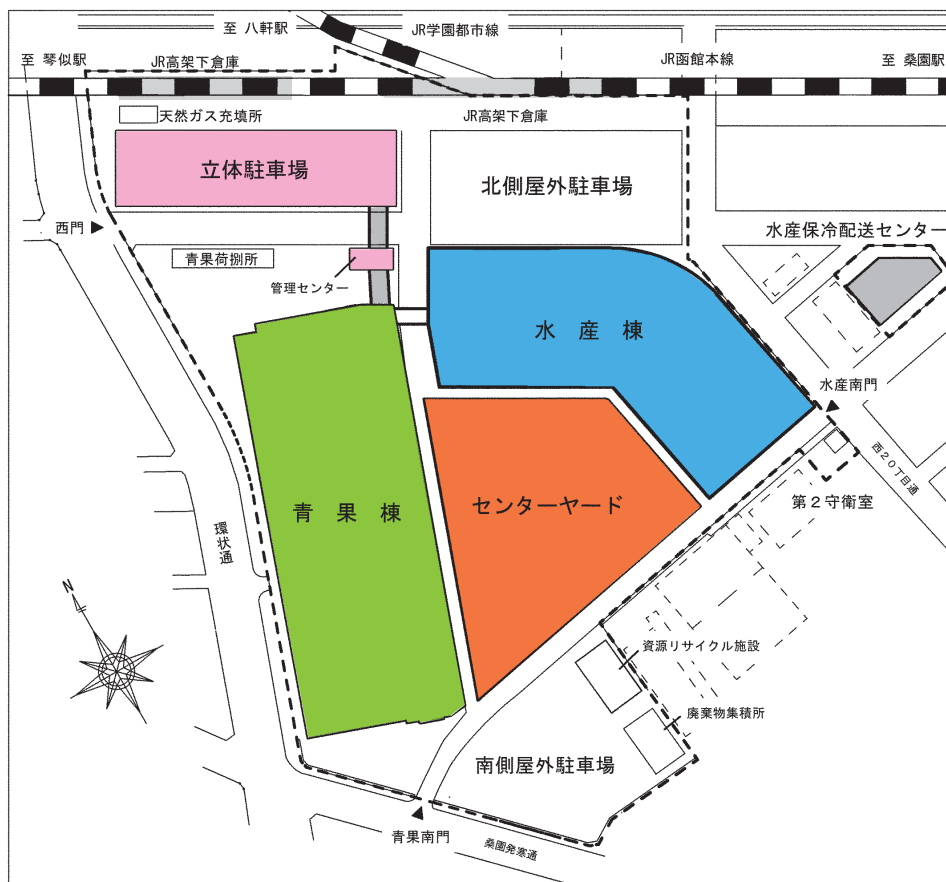 至 八軒駅
JR学園都市線
至 琴似駅
JR高架下倉庫
JR函館本線
至 桑園駅
天然ガス充填所
JR高架下倉庫
立体駐車場
北側屋外駐車場
西門
水産保冷配送センター
青果荷捌所
管理センター
水産棟
水産南門
西20丁目通
青果棟
センターヤード
第2守衛室
環状通
N
資源リサイクル施設
廃棄物集積所
南側屋外駐車場
青果南門
桑園発寒通